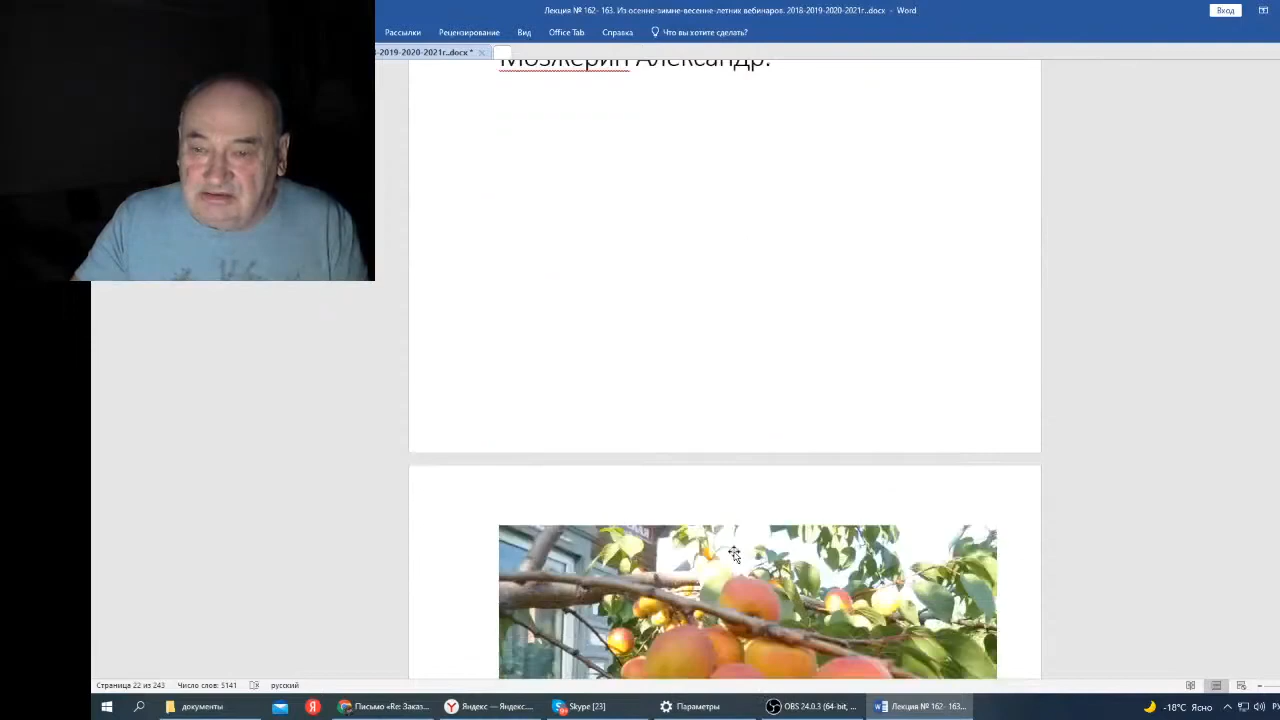 Лекция № 162- 163. Из осенне-зимне-весенне-летних вебинаров. 2018-2019-2020-2021г..docx - Word
Вход
Рассылки Рецензирование Вид Office Tab Справка Что вы хотите сделать?
-2019-2020-2021г..docx *
Мозжерин Александр.
Страница 22 из 243 Число слов: 5141 русский
документы
Письмо «Re: Заказ...
Яндекс — Яндекс....
Skype [23]
Параметры
OBS 24.0.3 (64-bit, ...
Лекция № 162- 163...
-18°C Ясно